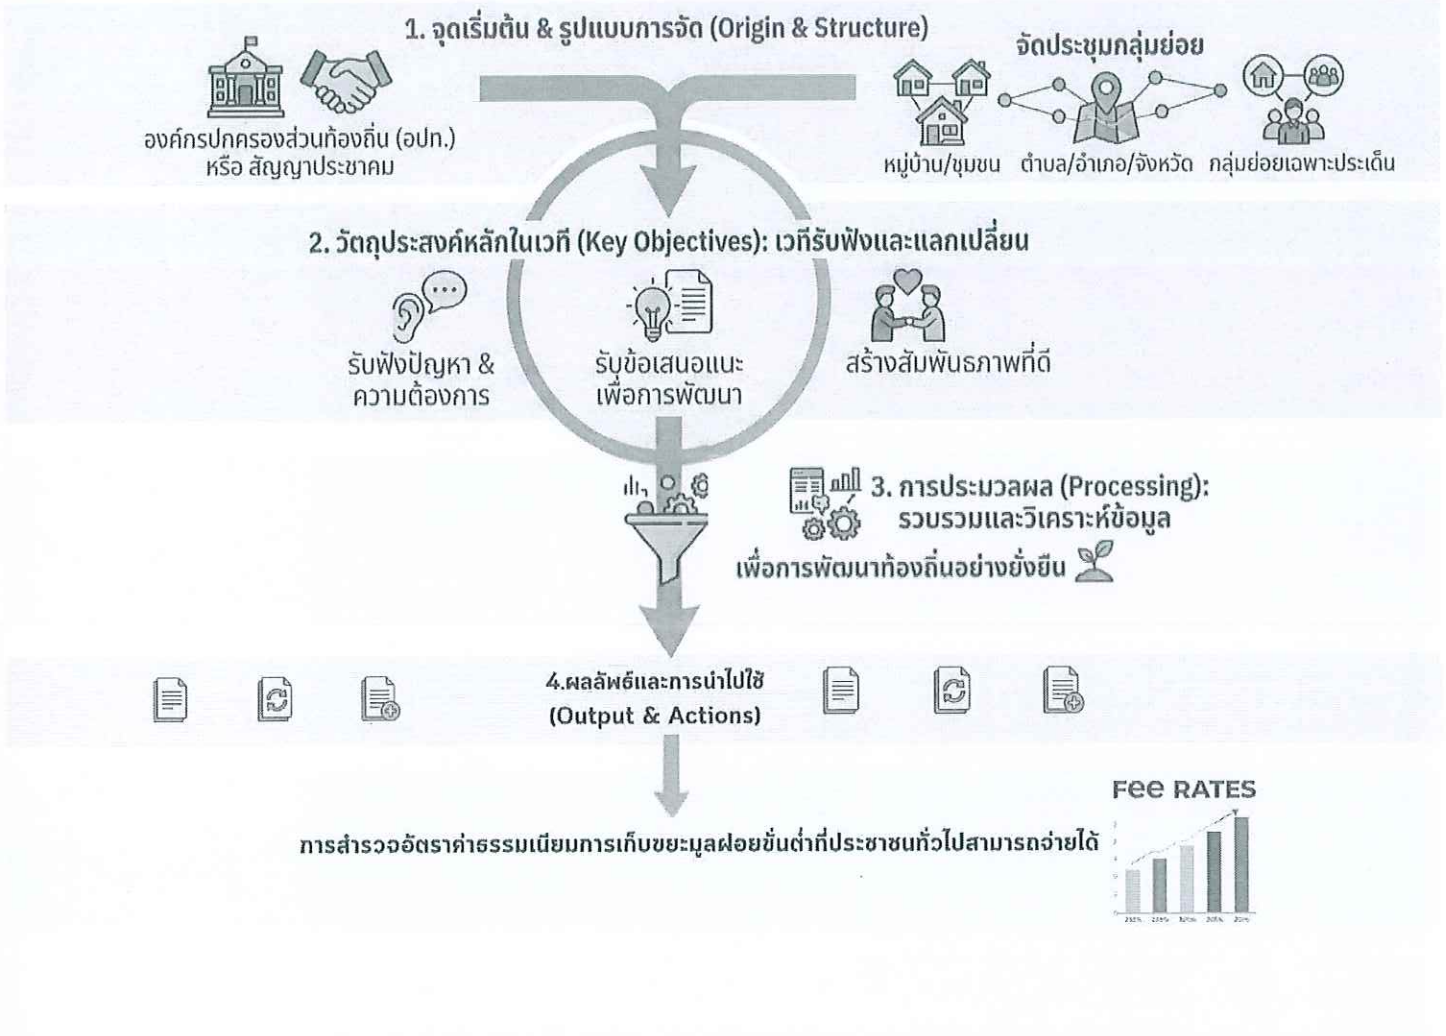 1. จุดเริ่มต้น & รูปแบบการจัด (Origin & Structure)
องค์กรปกครองส่วนท้องถิ่น (อปท.)
หรือ สัญญาประชาคม
จัดประชุมกลุ่มย่อย
หมู่บ้าน/ชุมชน
ตำบล/อำเภอ/จังหวัด
กลุ่มย่อยเฉพาะประเด็น
2. วัตถุประสงค์หลักในเวที (Key Objectives): เวทีรับฟังและแลกเปลี่ยน
รับฟังปัญหา &
ความต้องการ
รับข้อเสนอแนะ
เพื่อการพัฒนา
สร้างสัมพันธภาพที่ดี
3. การประมวลผล (Processing):
รวบรวมและวิเคราะห์ข้อมูล
เพื่อการพัฒนาท้องถิ่นอย่างยั่งยืน
4.ผลลัพธ์และการนำไปใช้
(Output & Actions)
Fee RATES
การสำรวจอัตราค่าธรรมเนียมการเก็บขยะมูลฝอยขั่นต่ำที่ประชาชนทั่วไปสามารถจ่ายได้